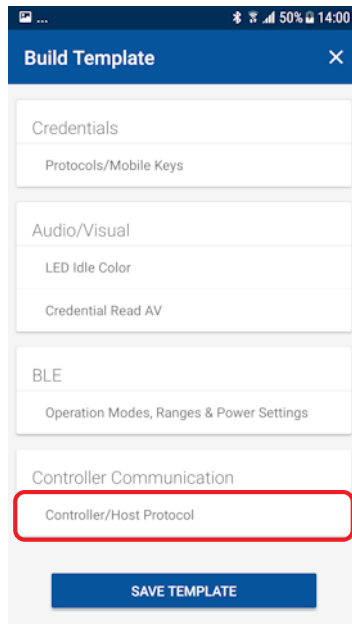 ... 50% 14:00
Build Template ×
Credentials
Protocols/Mobile Keys
Audio/Visual
LED Idle Color
Credential Read AV
BLE
Operation Modes, Ranges & Power Settings
Controller Communication
Controller/Host Protocol
SAVE TEMPLATE